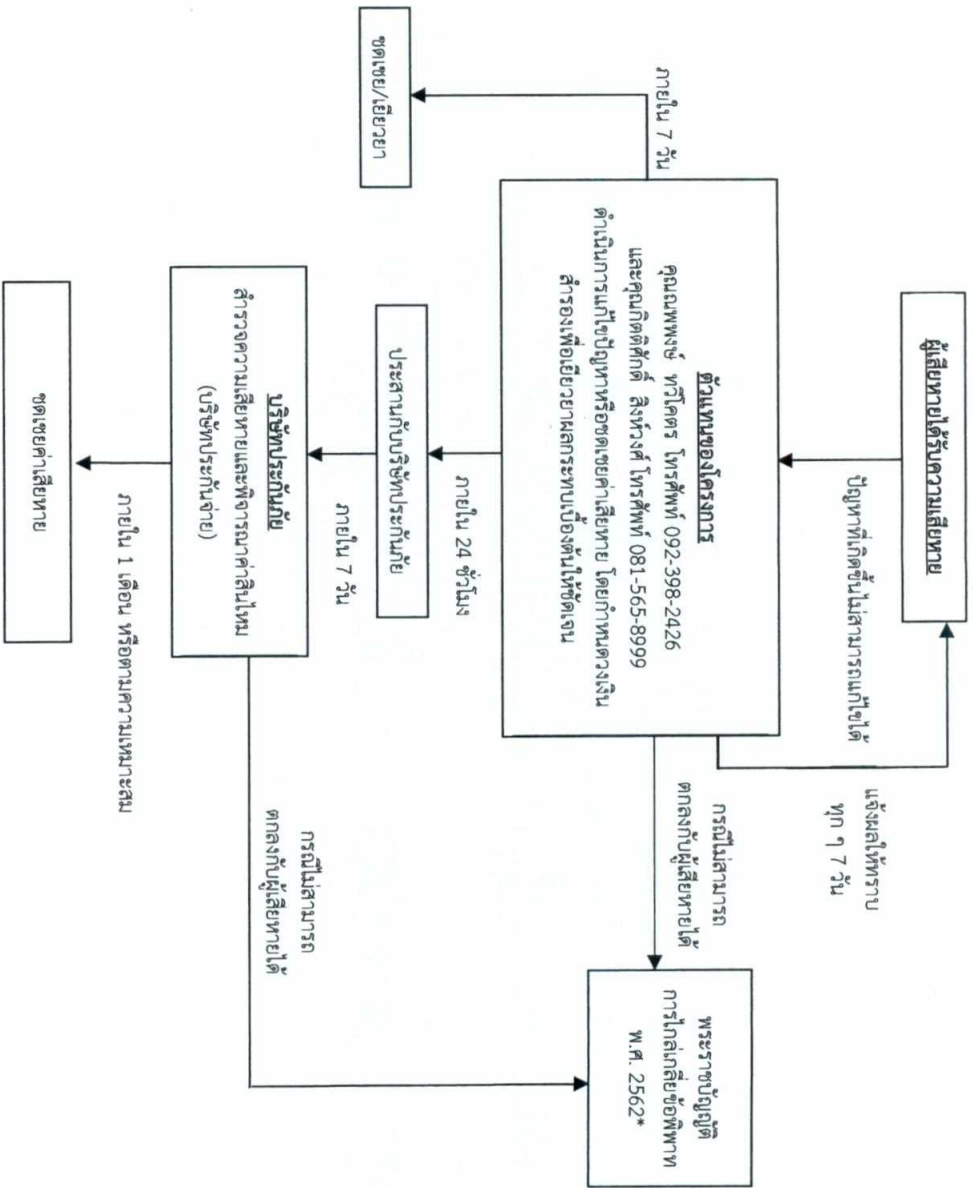 ผู้เสียหายได้รับความเสียหาย
ปัญหาที่เกิดขึ้นไม่สามารถแก้ไขได้
แจ้งผลให้ทราบ
ทุก ๆ 7 วัน
ตัวแทนของโครงการ
คุณณพพงษ์ ทวีโคตร โทรศัพท์ 092-398-2426
และคุณกิตติศักดิ์ สิงห์วงศ์ โทรศัพท์ 081-565-8999
ดำเนินการแก้ไขปัญหาหรือชดเชยค่าเสียหาย โดยกำหนดวงเงิน
สำรองเพื่อเยียวยาผลกระทบเบื้องต้นให้ชัดเจน
ภายใน 7 วัน
ชดเชย/เยียวยา
กรณีไม่สามารถ
ตกลงกับผู้เสียหายได้
พระราชบัญญัติ
การไกล่เกลี่ยข้อพิพาท
พ.ศ. 2562*
ภายใน 24 ชั่วโมง
ประสานกับบริษัทประกันภัย
ภายใน 7 วัน
บริษัทประกันภัย
สำรวจความเสียหายและพิจารณาค่าสินไหม
(บริษัทประกันจ่าย)
กรณีไม่สามารถ
ตกลงกับผู้เสียหายได้
ภายใน 1 เดือน หรือตามความเหมาะสม
ชดเชยค่าเสียหาย